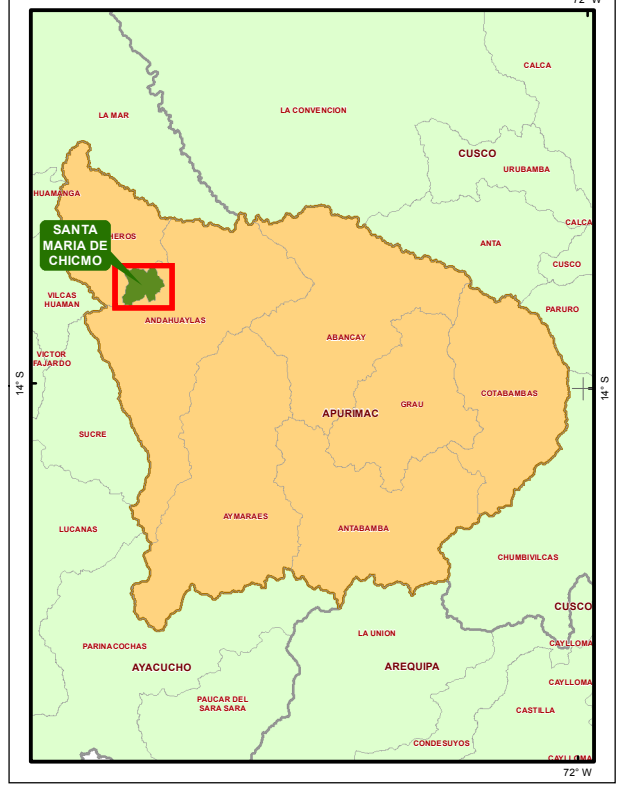 72° W
CALCA
LA CONVENCION
LA MAR
CUSCO
URUBAMBA
HUAMANGA
CALCA
SANTA
MARIA DE
CHICMO
IEROS
ANTA
CUSCO
VILCAS
HUAMAN
PARURO
ANDAHUAYLAS
ABANCAY
VICTOR
FAJARDO
14° S
14° S
COTABAMBAS
GRAU
APURIMAC
SUCRE
AYMARAES
ANTABAMBA
LUCANAS
CHUMBIVILCAS
CUSCO
LA UNION
CAYLLOMA
PARINACOCHAS
AYACUCHO
AREQUIPA
CAYLLOMA
PAUCAR DEL
SARA SARA
CASTILLA
CONDESUYOS
CAYLLOMA
72° W